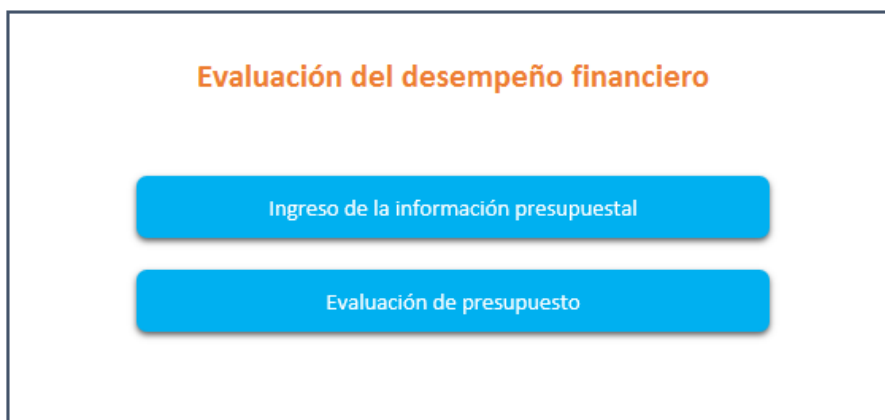 Evaluación del desempeño financiero
Ingreso de la información presupuestal
Evaluación de presupuesto